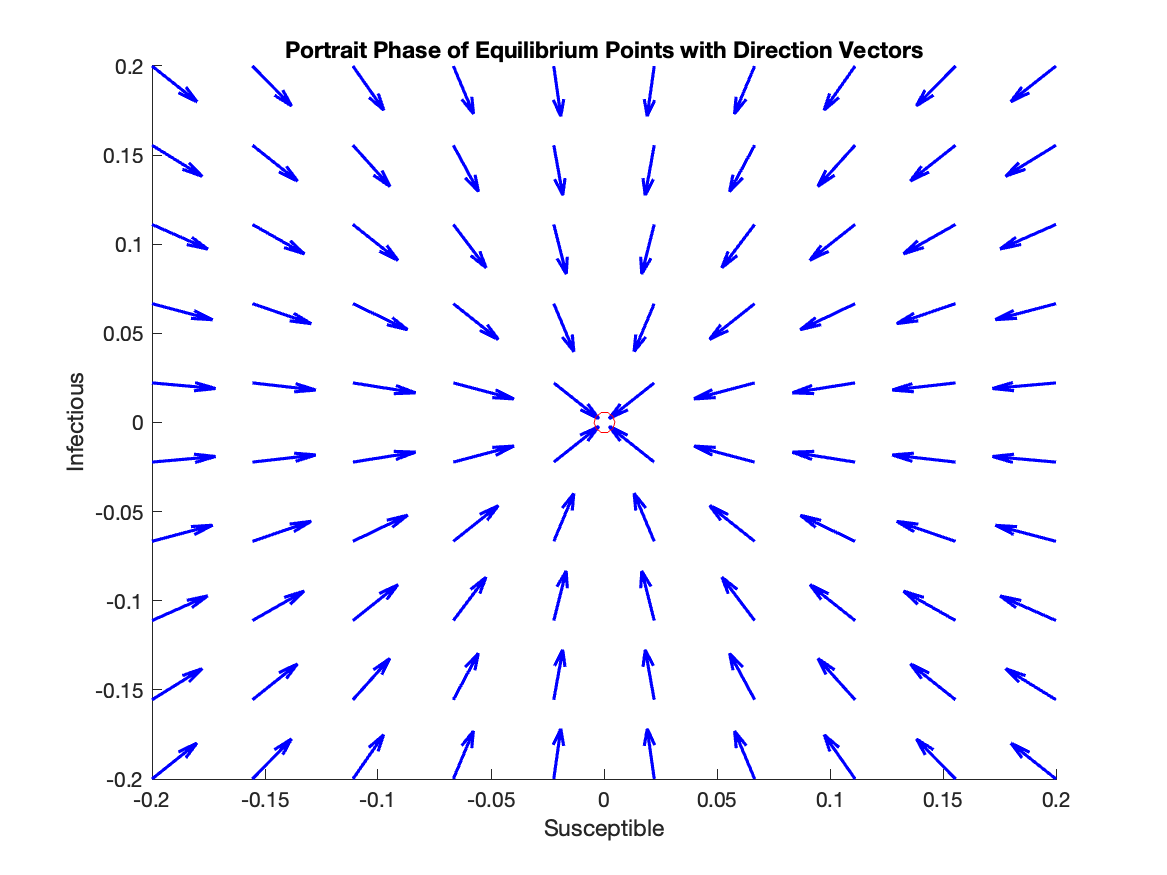 Portrait Phase of Equilibrium Points with Direction Vectors
0.2
0.15
0.1
0.05
0
-0.05
-0.1
-0.15
-0.2
Infectious
-0.2 -0.15 -0.1 -0.05 0 0.05 0.1 0.15 0.2
Susceptible